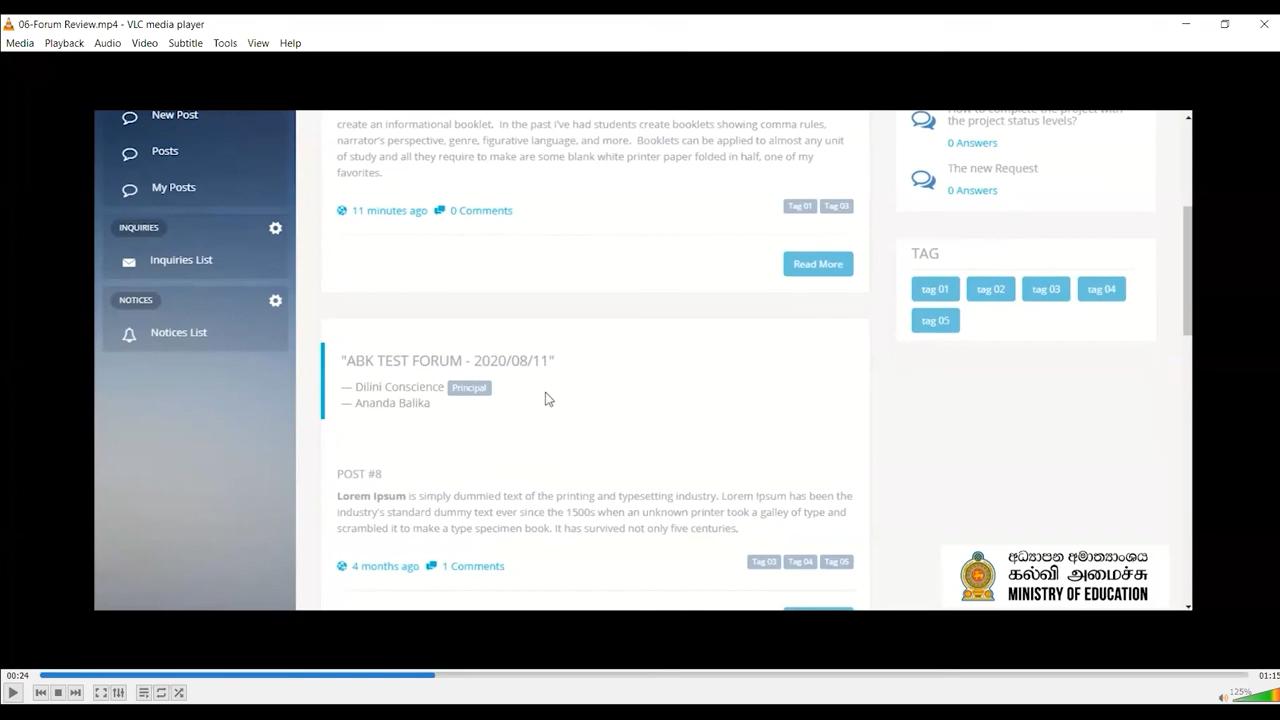 06-Forum Review.mp4 - VLC media player
Media Playback Audio Video Subtitle Tools View Help
New Post
Posts
My Posts
INQUIRIES
Inquiries List
NOTICES
Notices List
create an informational booklet. In the past i've had students create booklets showing comma rules,
narrator's perspective, genre, figurative language, and more. Booklets can be applied to almost any unit
of study and all they require to make are some blank white printer paper folded in half, one of my
favorites.
11 minutes ago 0 Comments
Tag 01 Tag 03
Read More
"ABK TEST FORUM - 2020/08/11"
— Dilini Conscience Principal
— Ananda Balika
POST #8
Lorem Ipsum is simply dummied text of the printing and typesetting industry. Lorem Ipsum has been the
industry's standard dummy text ever since the 1500s when an unknown printer took a galley of type and
scrambled it to make a type specimen book. It has survived not only five centuries,
4 months ago 1 Comments
Tag 03 Tag 04 Tag 05
How to complete the project with
the project status levels?
0 Answers
The new Request
0 Answers
TAG
tag 01 tag 02 tag 03 tag 04
tag 05
අධ්‍යාපන අමාත්‍යාංශය
கல்வி அமைச்சு
MINISTRY OF EDUCATION
00:24
01:15
125%